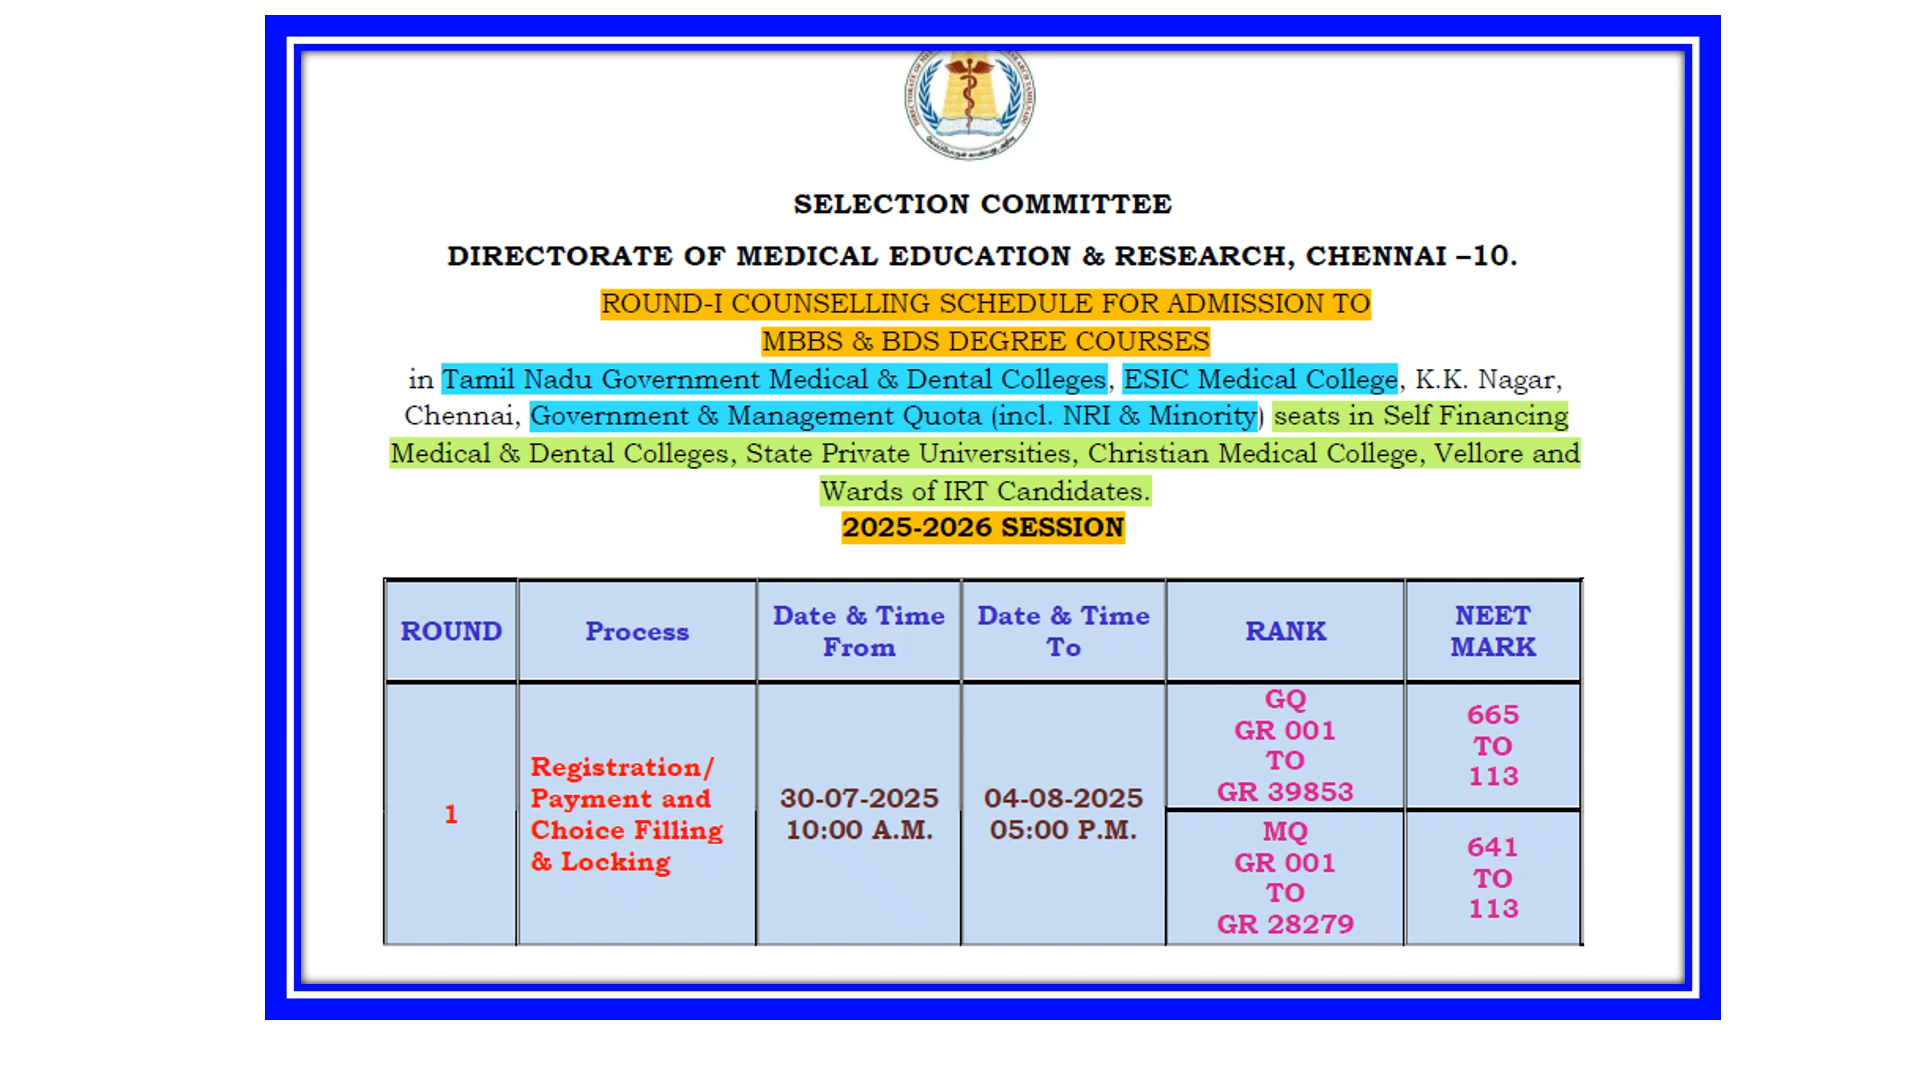 SELECTION COMMITTEE
DIRECTORATE OF MEDICAL EDUCATION & RESEARCH, CHENNAI –10.
ROUND-I COUNSELLING SCHEDULE FOR ADMISSION TO
MBBS & BDS DEGREE COURSES
in Tamil Nadu Government Medical & Dental Colleges, ESIC Medical College, K.K. Nagar,
Chennai, Government & Management Quota (incl. NRI & Minority) seats in Self Financing
Medical & Dental Colleges, State Private Universities, Christian Medical College, Vellore and
Wards of IRT Candidates.
2025-2026 SESSION
ROUND
Process
Date & Time
From
Date & Time
To
RANK
NEET
MARK
1
Registration/
Payment and
Choice Filling
& Locking
30-07-2025
10:00 A.M.
04-08-2025
05:00 P.M.
GQ
GR 001
TO
GR 39853
665
TO
113
MQ
GR 001
TO
GR 28279
641
TO
113